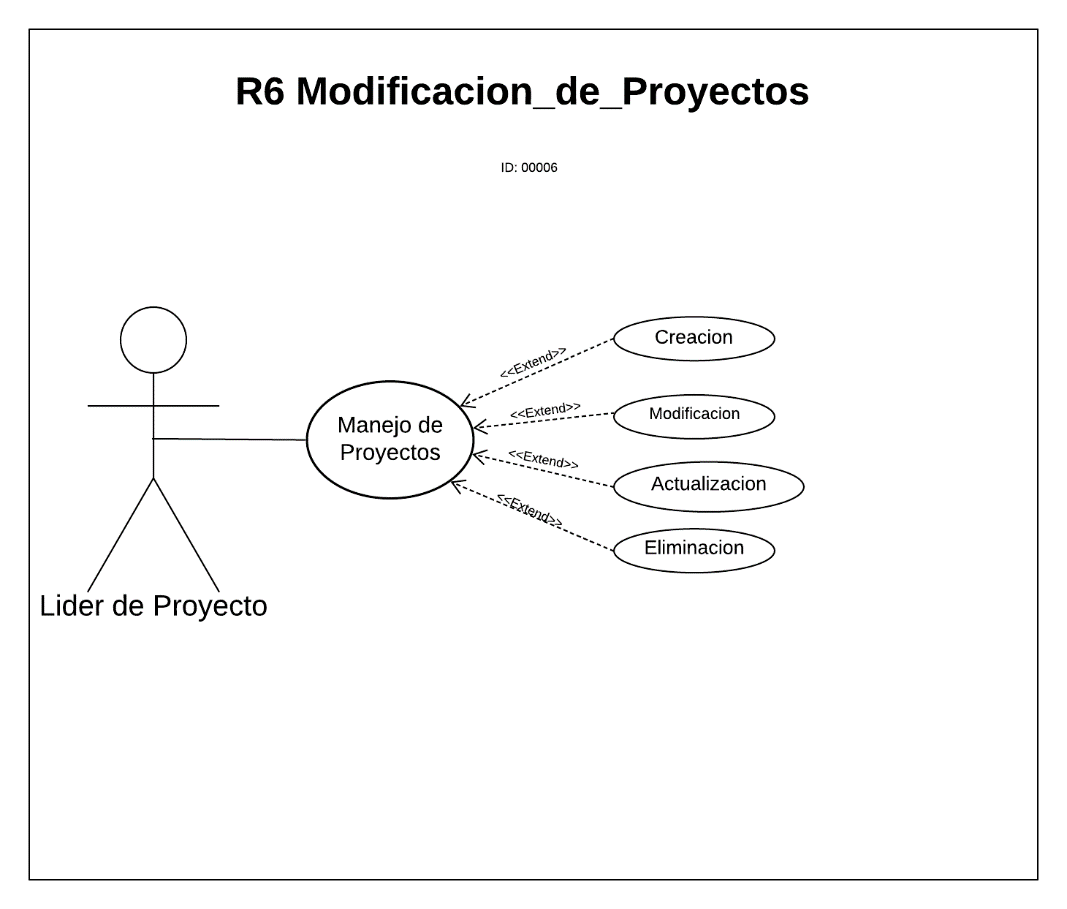 R6 Modificacion_de_Proyectos
ID: 00006
Creacion
<<Extend>>
Modificacion
<<Extend>>
Manejo de
Proyectos
<<Extend>>
Actualizacion
<<Extend>>
Eliminacion
Lider de Proyecto